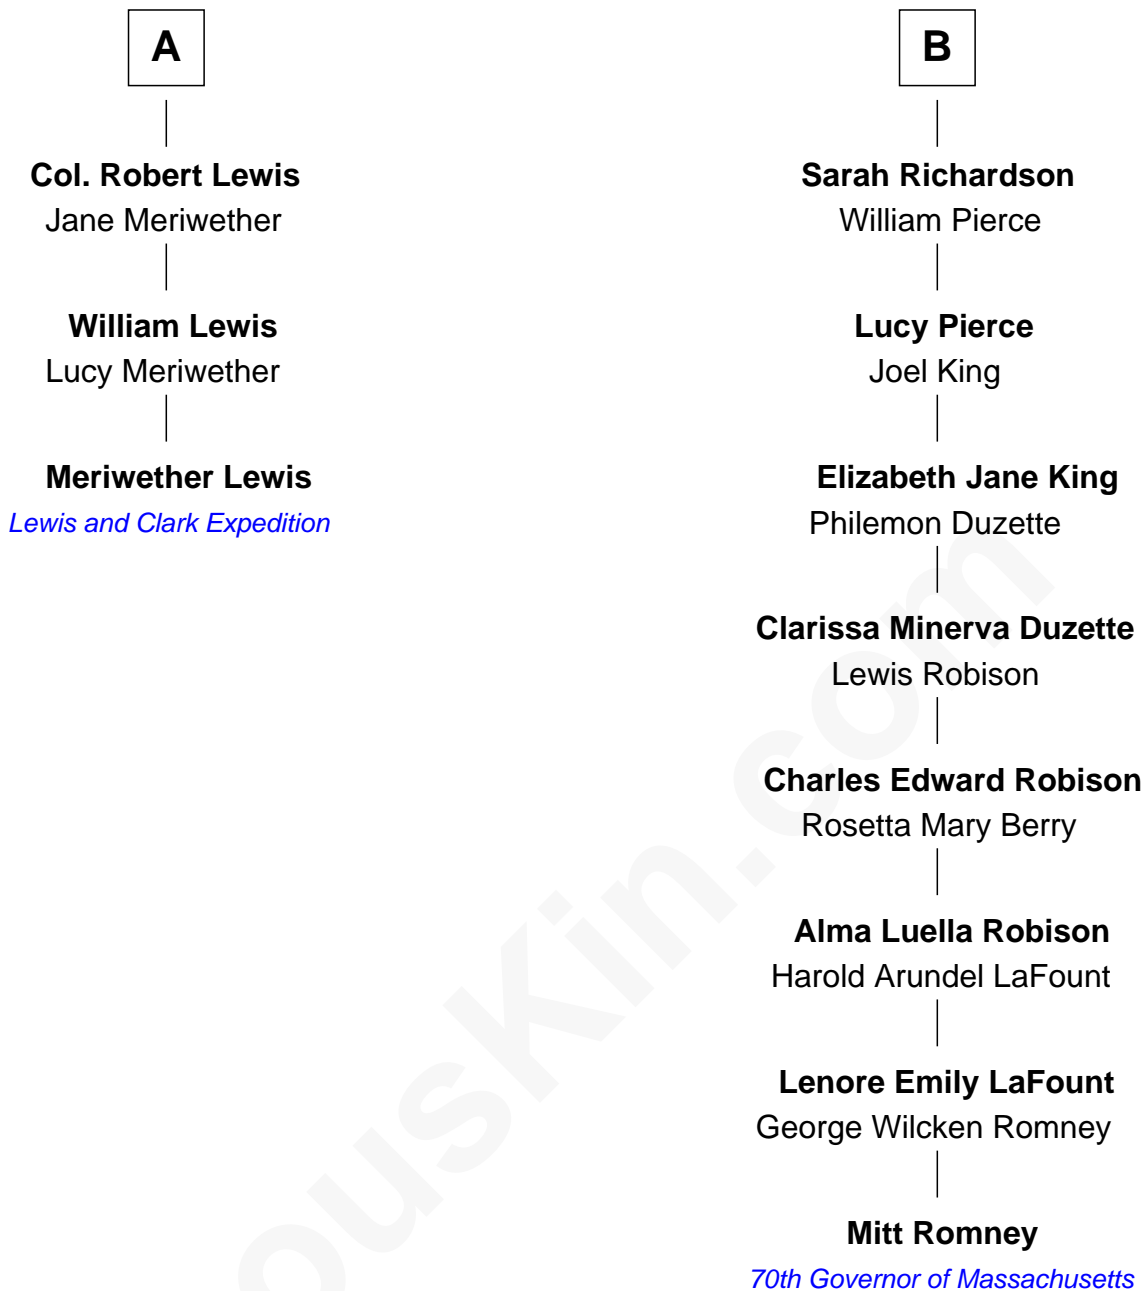 A
Col. Robert Lewis
Jane Meriwether
William Lewis
Lucy Meriwether
Meriwether Lewis
Lewis and Clark Expedition
B
Sarah Richardson
William Pierce
Lucy Pierce
Joel King
Elizabeth Jane King
Philemon Duzette
Clarissa Minerva Duzette
Lewis Robison
Charles Edward Robison
Rosetta Mary Berry
Alma Luella Robison
Harold Arundel LaFount
Lenore Emily LaFount
George Wilcken Romney
Mitt Romney
70th Governor of Massachusetts
ousKin.com